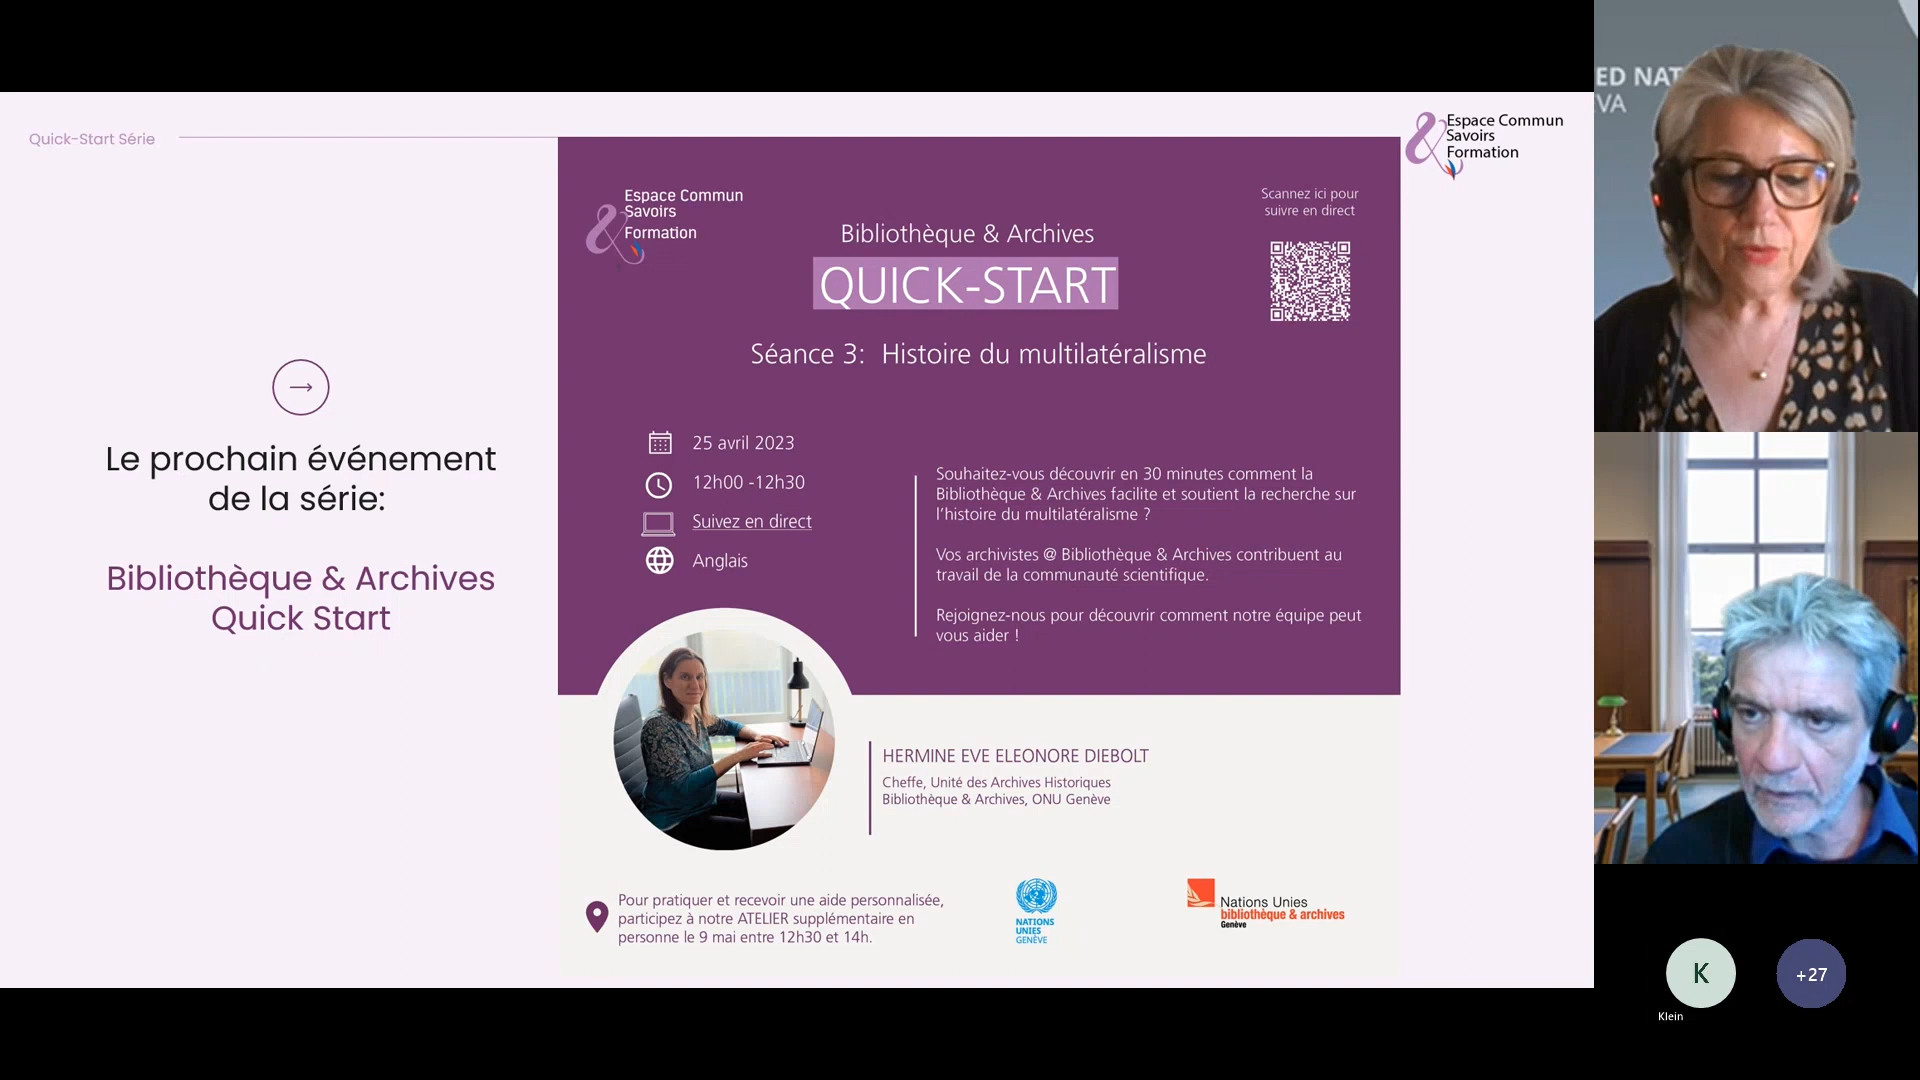 Quick-Start Série
Espace Commun
Savoirs
Formation
Le prochain événement
de la série:
Bibliothèque & Archives
Quick Start
Espace Commun
Savoirs
Formation
Bibliothèque & Archives
QUICK-START
Scannez ici pour
suivre en direct
Séance 3: Histoire du multilatéralisme
25 avril 2023
12h00 -12h30
Suivez en direct
Anglais
Souhaitez-vous découvrir en 30 minutes comment la
Bibliothèque & Archives facilite et soutient la recherche sur
l'histoire du multilatéralisme ?
Vos archivistes @ Bibliothèque & Archives contribuent au
travail de la communauté scientifique.
Rejoignez-nous pour découvrir comment notre équipe peut
vous aider !
HERMINE EVE ELEONORE DIEBOLT
Cheffe, Unité des Archives Historiques
Bibliothèque & Archives, ONU Genève
Pour pratiquer et recevoir une aide personnalisée,
participez à notre ATELIER supplémentaire en
personne le 9 mai entre 12h30 et 14h.
NATIONS
UNIES
GENÈVE
Nations Unies
bibliothèque & archives
Genève
ED NAT
VA
K
Klein
+27